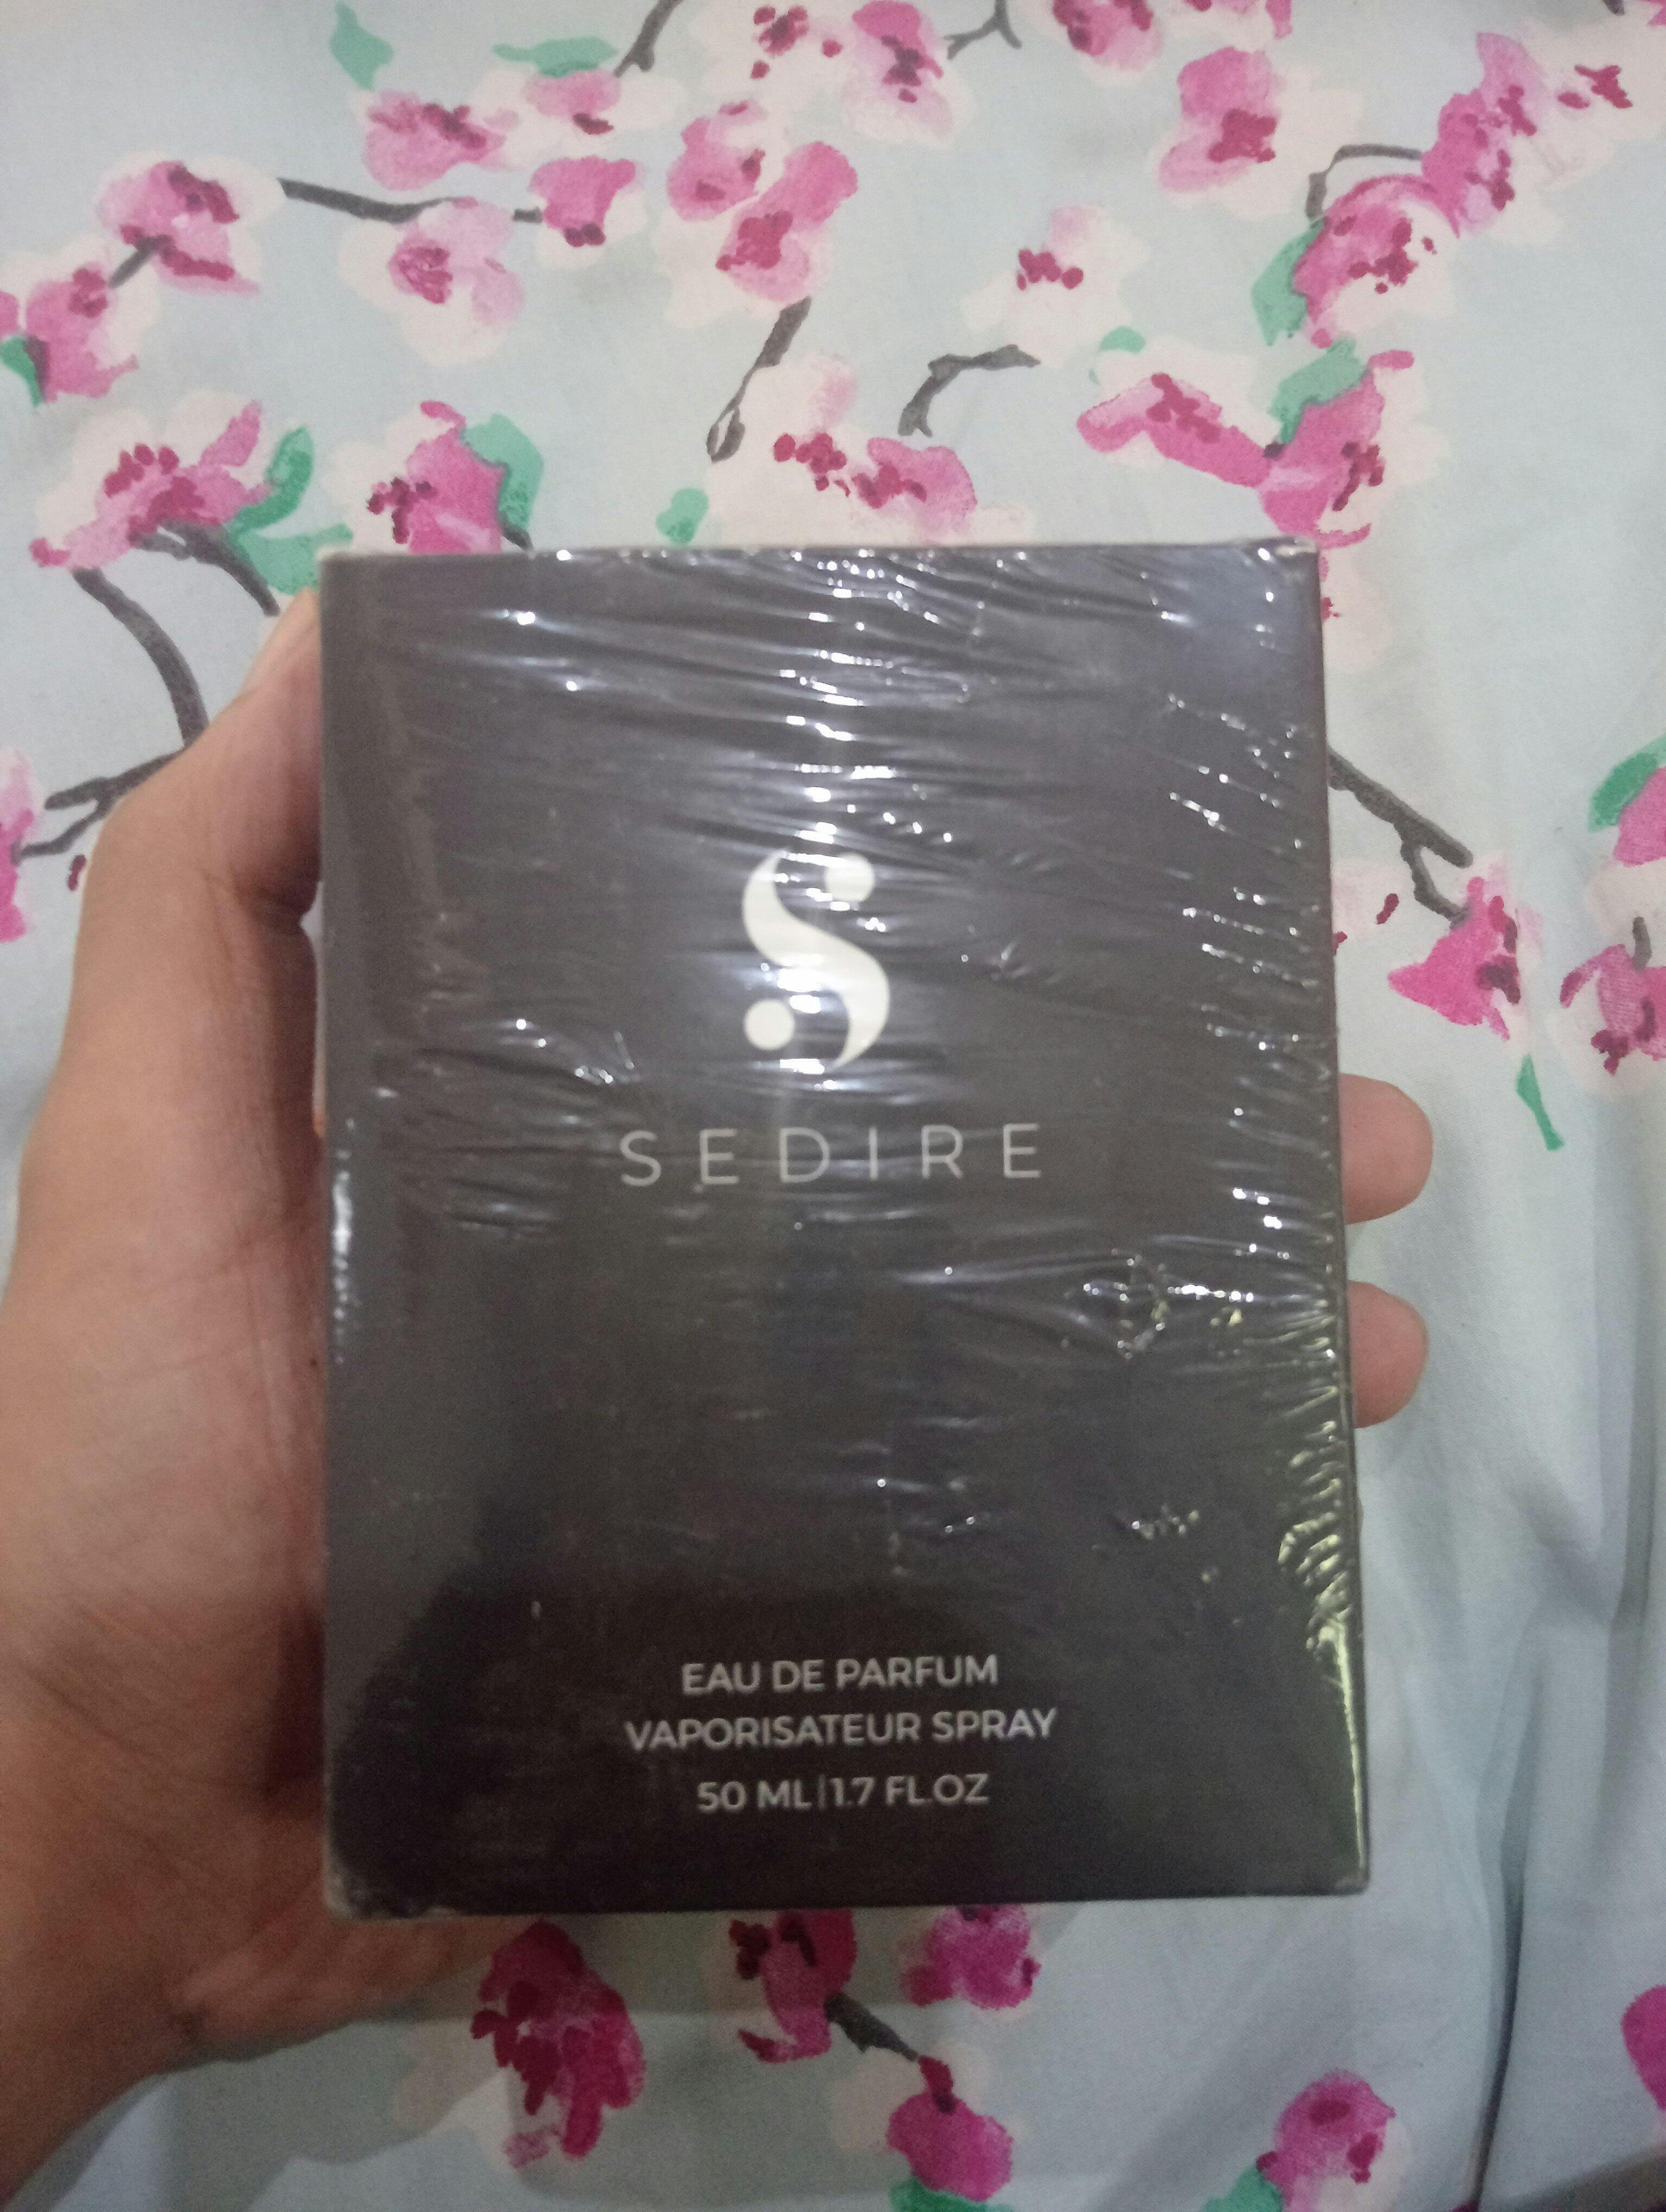 S
SEDIRE
EAU DE PARFUM
VAPORISATEUR SPRAY
50 ML|1.7 FL.OZ